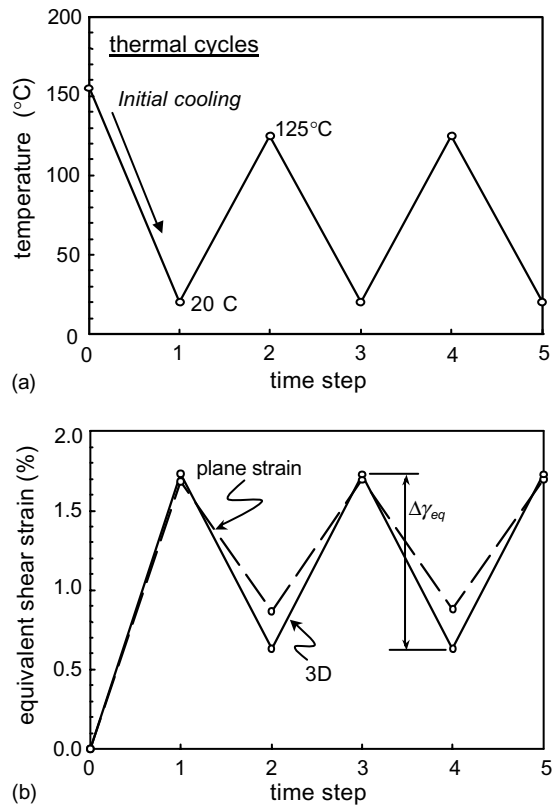 200
thermal cycles
Initial cooling
150
125°C
100
50
20 C
0
0 1 2 3 4 5
temperature (°C)
time step
(a)
2.0
plane strain
Δγeq
1.5
1.0
0.5
3D
0.0
0 1 2 3 4 5
equivalent shear strain (%)
time step
(b)